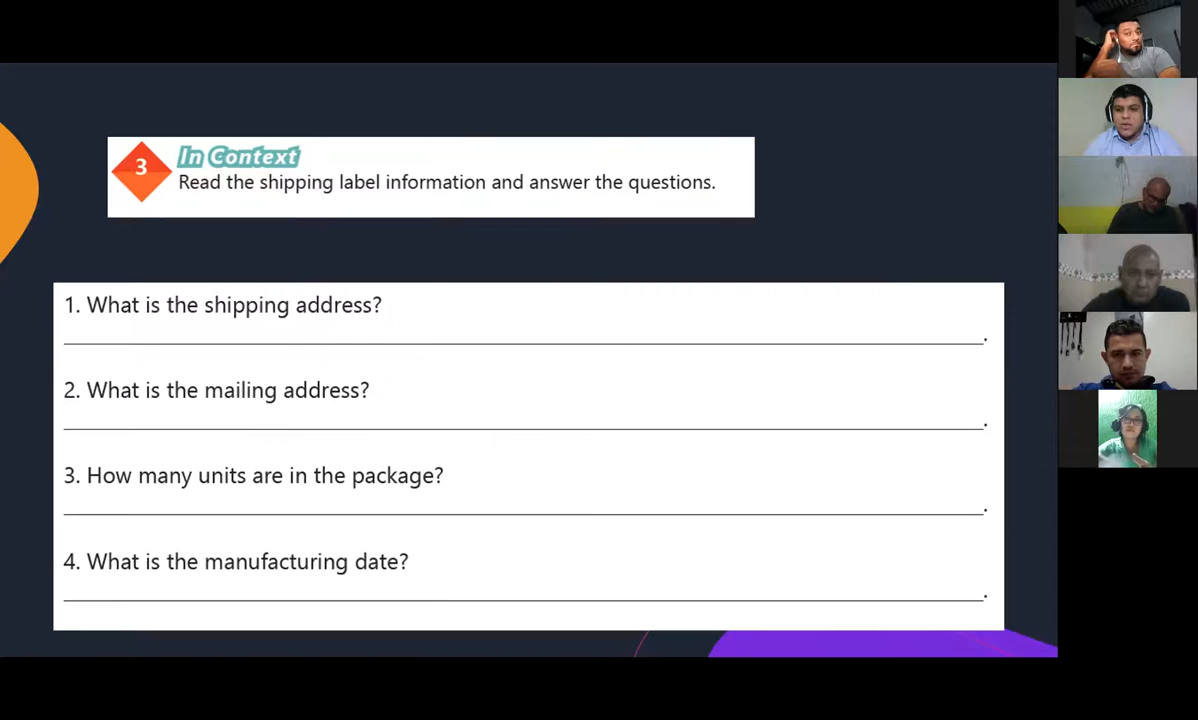 3
In Context
Read the shipping label information and answer the questions.
1. What is the shipping address?
.
2. What is the mailing address?
.
3. How many units are in the package?
.
4. What is the manufacturing date?
.